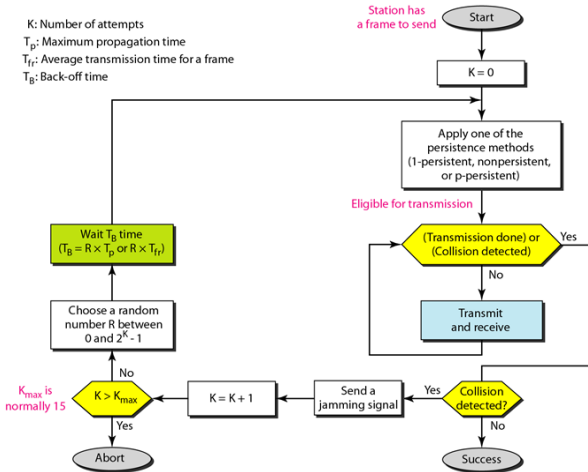 K: Number of attempts
Tp: Maximum propagation time
Tfr: Average transmission time for a frame
TB: Back-off time
Station has
a frame to send
Start
K = 0
Apply one of the
persistence methods
(1-persistent, nonpersistent,
or p-persistent)
Eligible for transmission
(Transmission done) or
(Collision detected)
Yes
No
Transmit
and receive
Wait TB time
(TB = R × Tp or R × Tfr)
Choose a random
number R between
0 and 2^K - 1
No
Kmax is
normally 15
K > Kmax
K = K + 1
Send a
jamming signal
Yes
Collision
detected?
Yes
No
Abort
Success